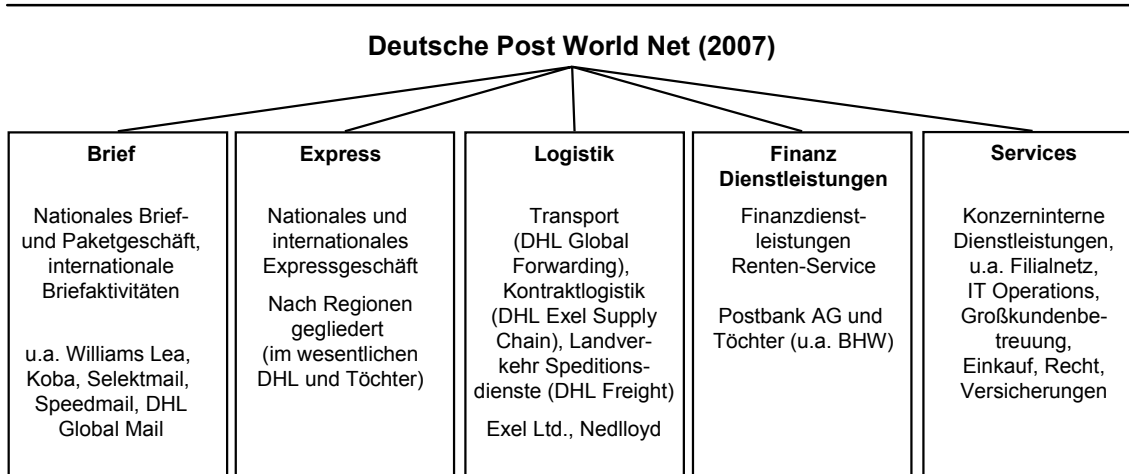 Deutsche Post World Net (2007)
Brief
Nationales Brief-
und Paketgeschäft,
internationale
Briefaktivitäten
u.a. Williams Lea,
Koba, Selektmail,
Speedmail, DHL
Global Mail
Express
Nationales und
internationales
Expressgeschäft
Nach Regionen
gegliedert
(im wesentlichen
DHL und Töchter)
Logistik
Transport
(DHL Global
Forwarding),
Kontraktlogistik
(DHL Exel Supply
Chain), Landver-
kehr Speditions-
dienste (DHL Freight)
Exel Ltd., Nedlloyd
Finanz
Dienstleistungen
Finanzdienst-
leistungen
Renten-Service
Postbank AG und
Töchter (u.a. BHW)
Services
Konzerninterne
Dienstleistungen,
u.a. Filialnetz,
IT Operations,
Großkundenbe-
treuung,
Einkauf, Recht,
Versicherungen